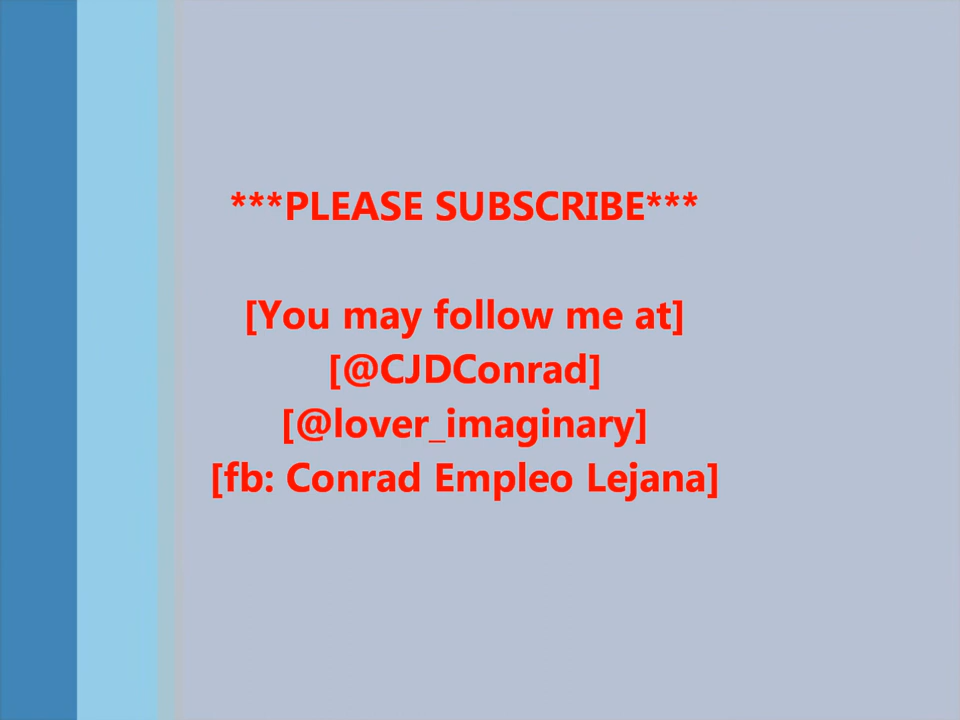 ***PLEASE SUBSCRIBE***
[You may follow me at]
[@CJDConrad]
[@lover_imaginary]
[fb: Conrad Empleo Lejana]